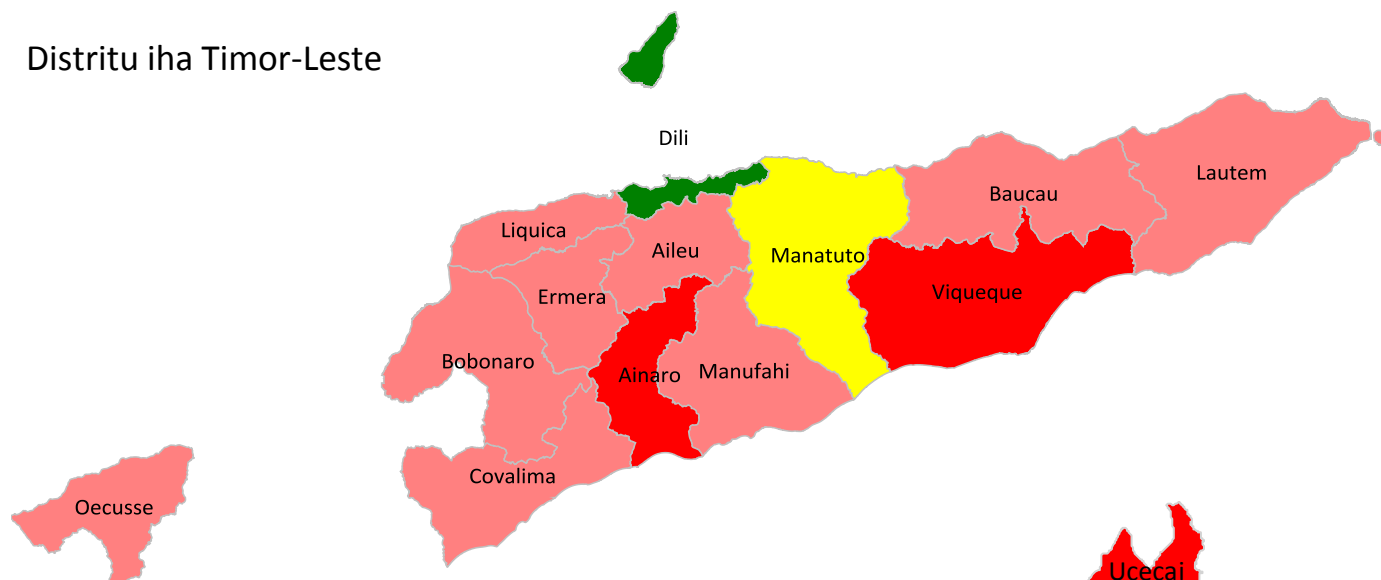 Distritu iha Timor-Leste
Dili
Lautem
Baucau
Liquica
Aileu
Manatuto
Viqueque
Ermera
Bobonaro
Ainaro
Manufahi
Covalima
Oecusse
Ucecai